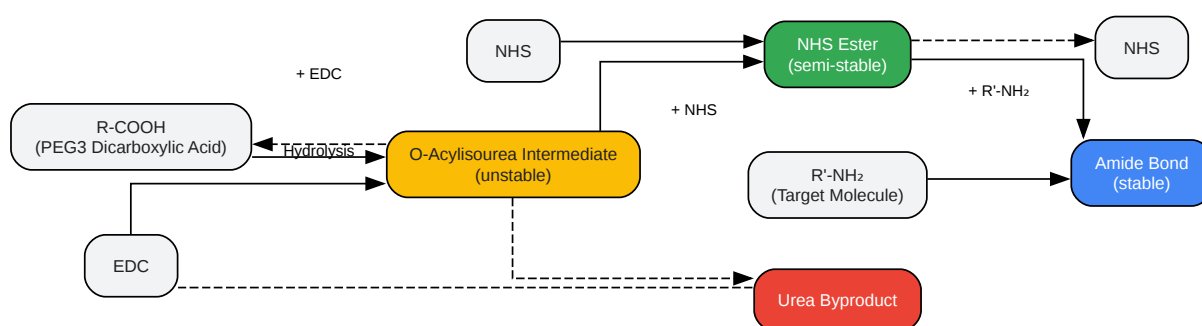 NHS
NHS Ester
(semi-stable)
NHS
+ EDC
+ R'-NH₂
+ NHS
R-COOH
(PEG3 Dicarboxylic Acid)
Hydrolysis
O-Acylisourea Intermediate
(unstable)
R'-NH₂
(Target Molecule)
Amide Bond
(stable)
EDC
Urea Byproduct